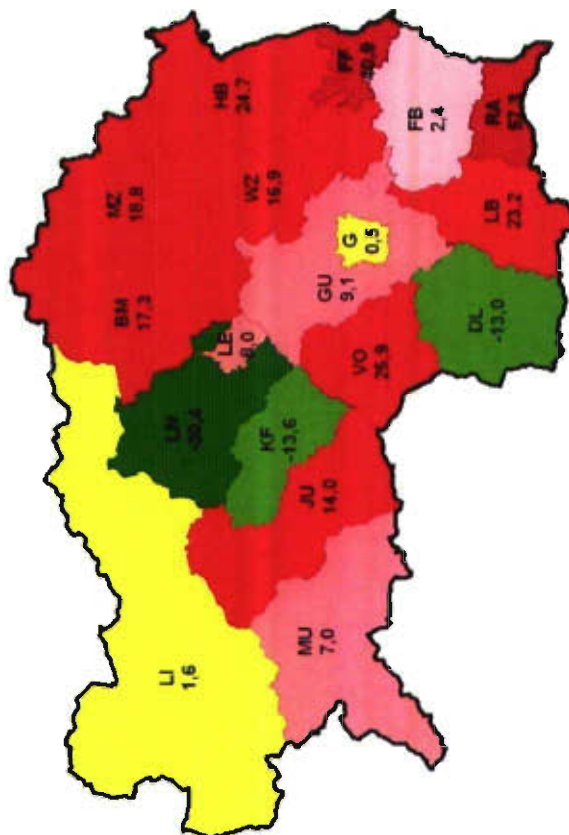 MZ
18,8
BM
17,3
LI
1,6
LN
-30,4
HB
24,7
LE
WZ
16,9
KF
-13,6
MU
7,0
JU
14,0
GU
9,1
FF
40,9
G
0,5
VO
FB
2,4
DL
-13,0
LB
23,2
RA